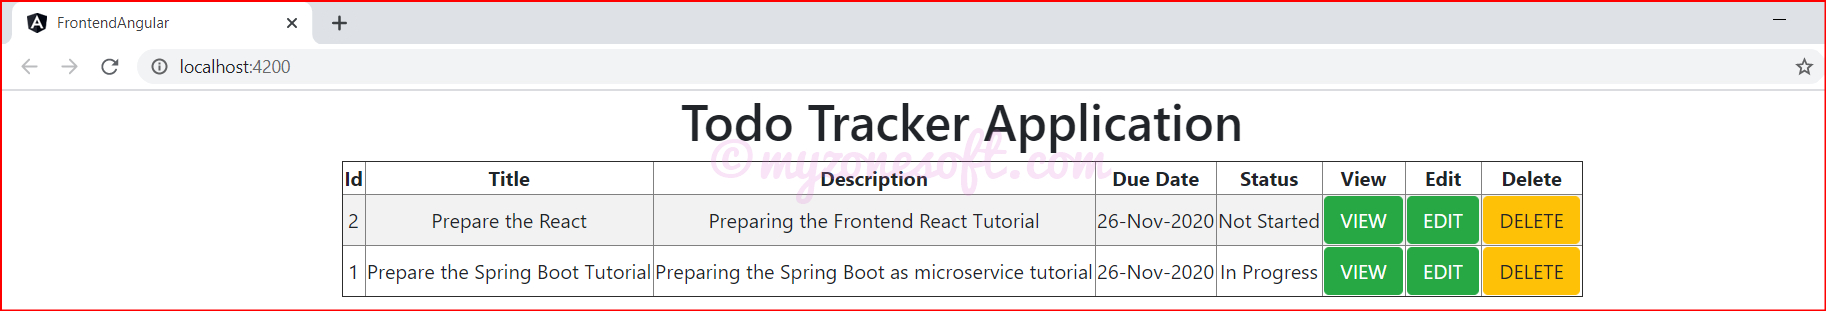 FrontendAngular
localhost:4200
Todo Tracker Application
© myzonesoft.com
Id Title Description Due Date Status View Edit Delete
2 Prepare the React Preparing the Frontend React Tutorial 26-Nov-2020 Not Started VIEW EDIT DELETE
1 Prepare the Spring Boot Tutorial Preparing the Spring Boot as microservice tutorial 26-Nov-2020 In Progress VIEW EDIT DELETE